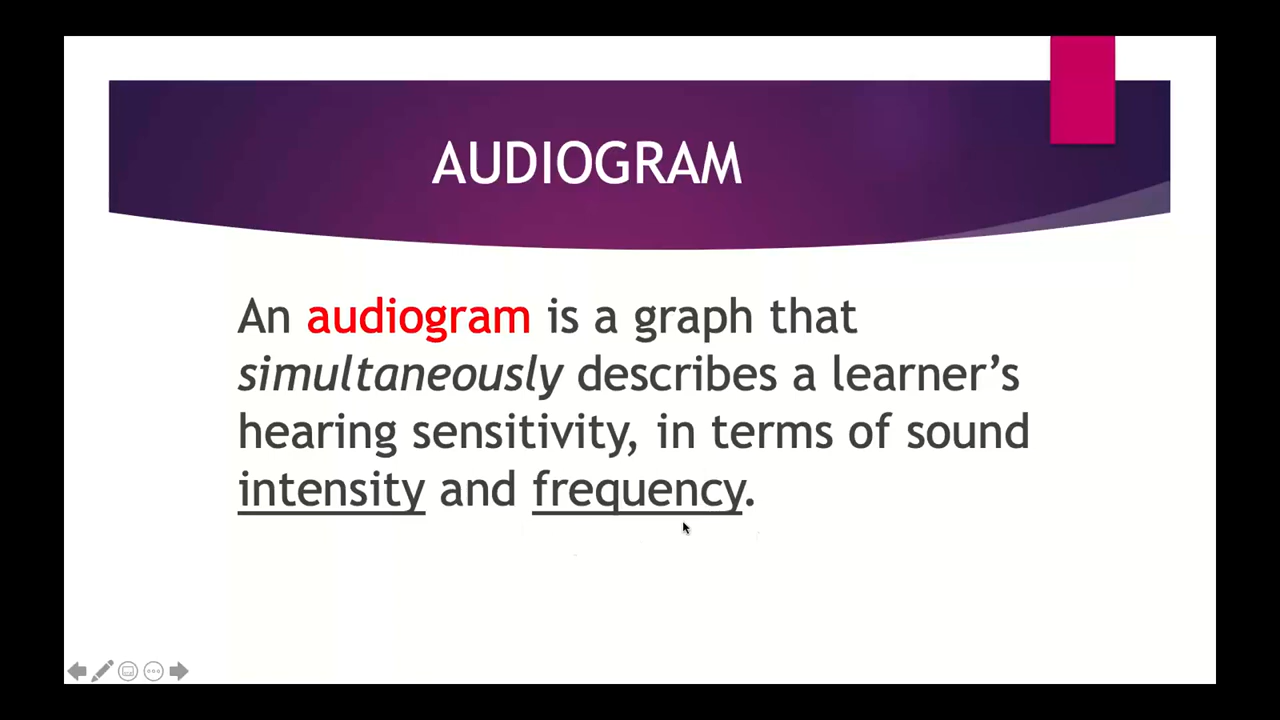 AUDIOGRAM
An audiogram is a graph that
simultaneously describes a learner’s
hearing sensitivity, in terms of sound
intensity and frequency.